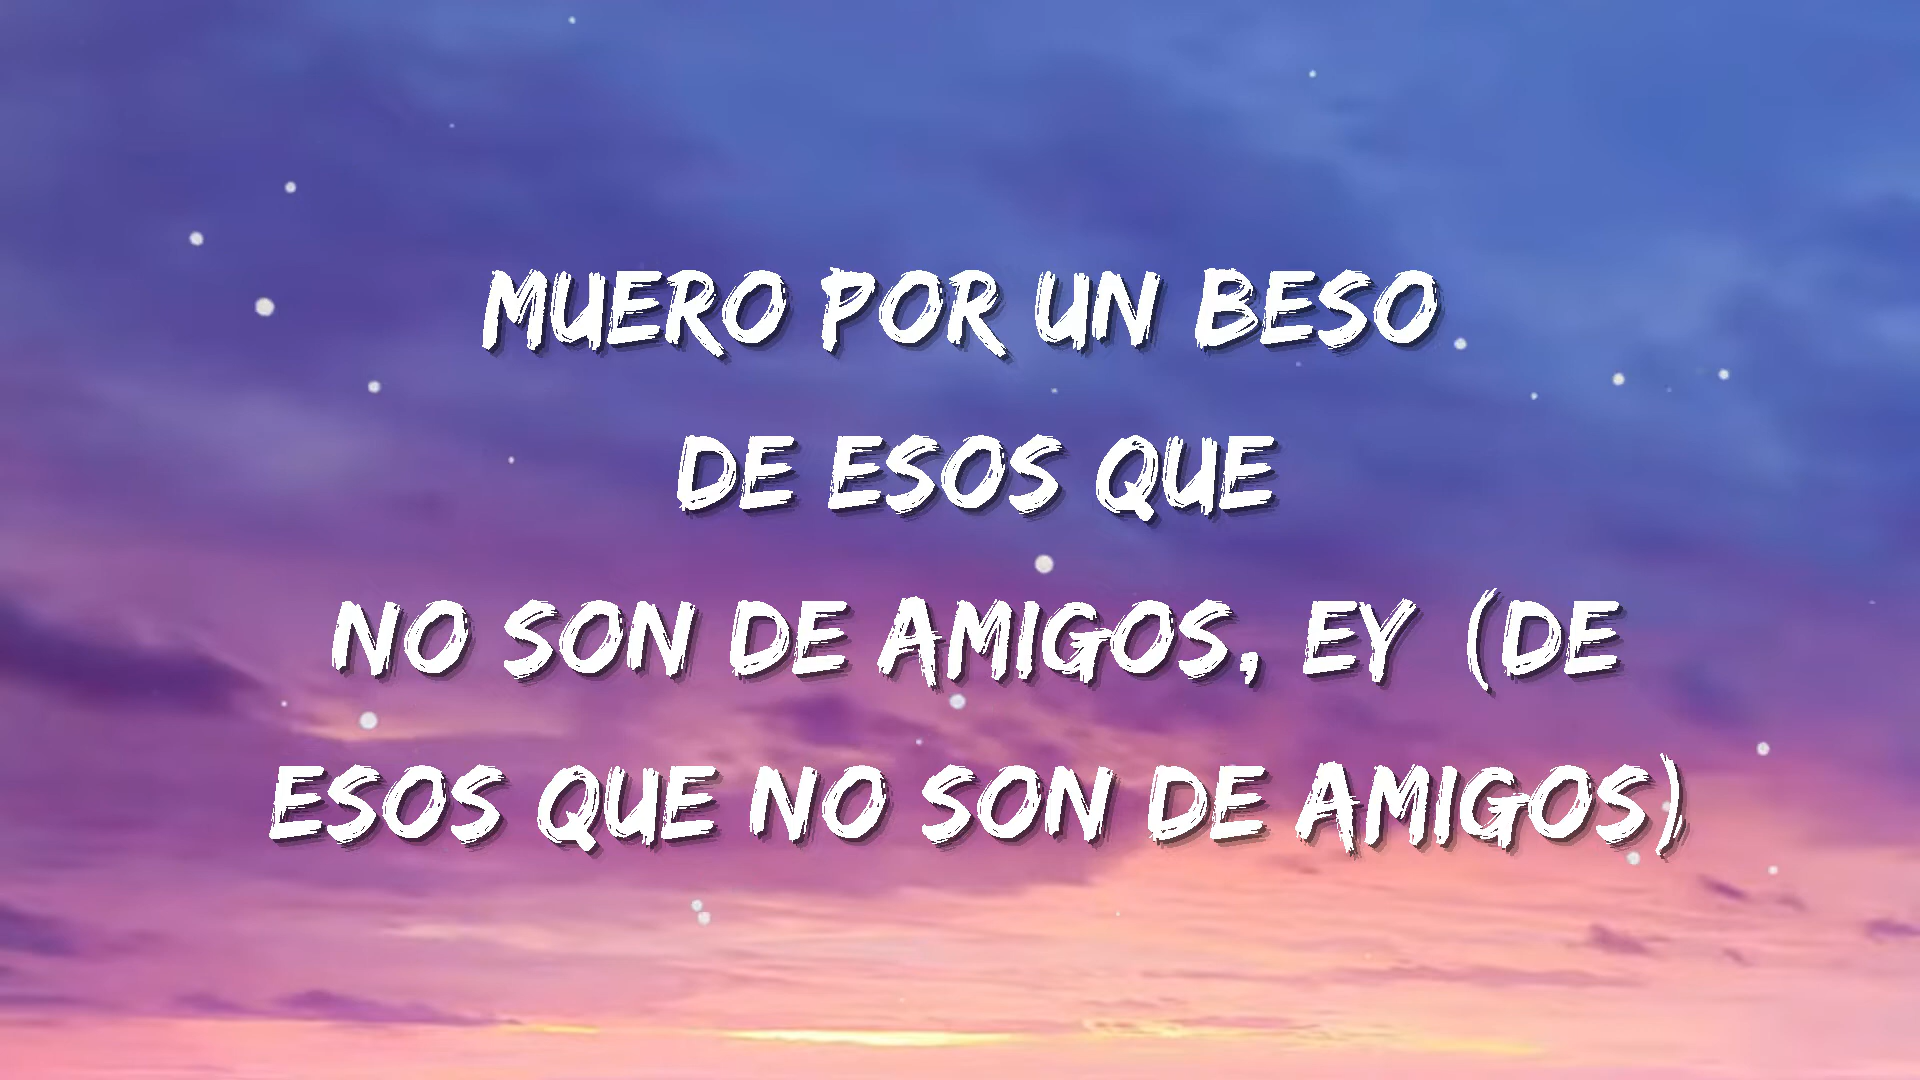 MUERO POR UN BESO
DE ESOS QUE
NO SON DE AMIGOS, EY (DE
ESOS QUE NO SON DE AMIGOS)